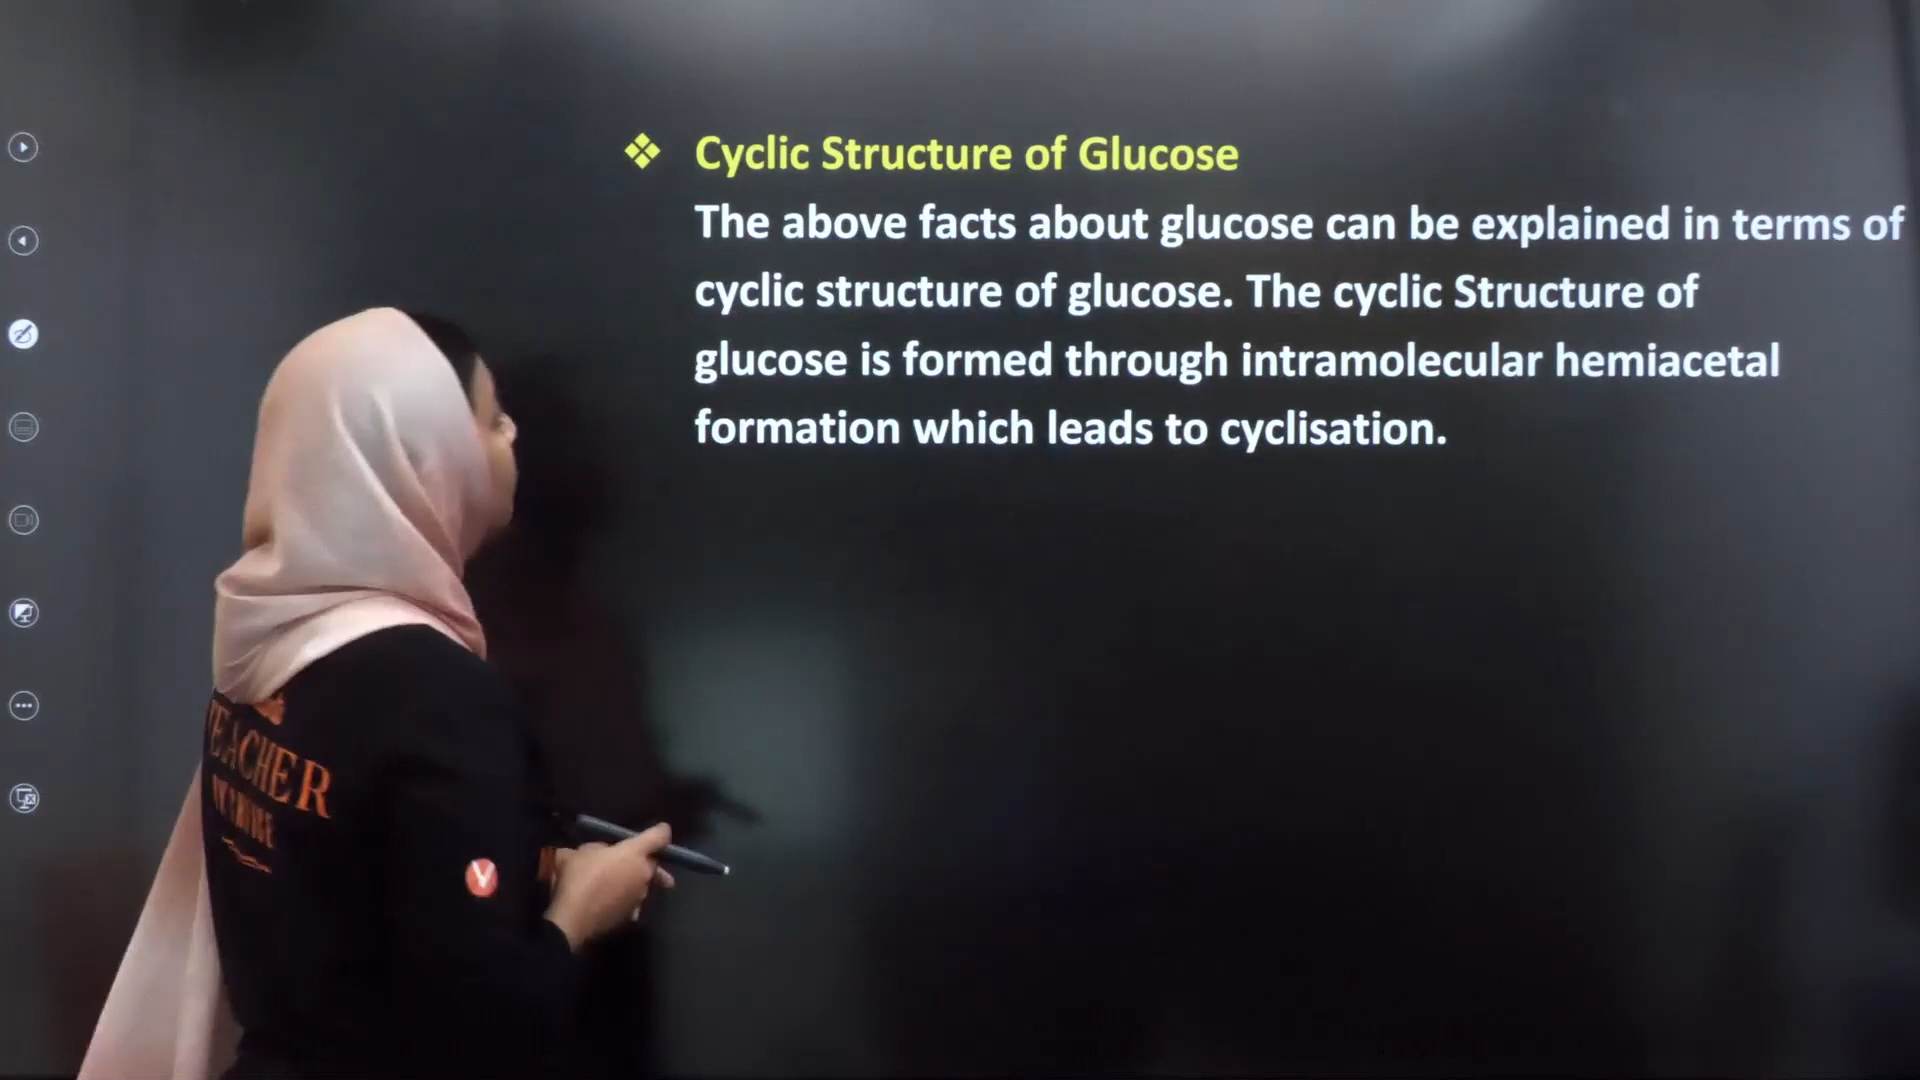 Cyclic Structure of Glucose
The above facts about glucose can be explained in terms of
cyclic structure of glucose. The cyclic Structure of
glucose is formed through intramolecular hemiacetal
formation which leads to cyclisation.
TEACHER
V